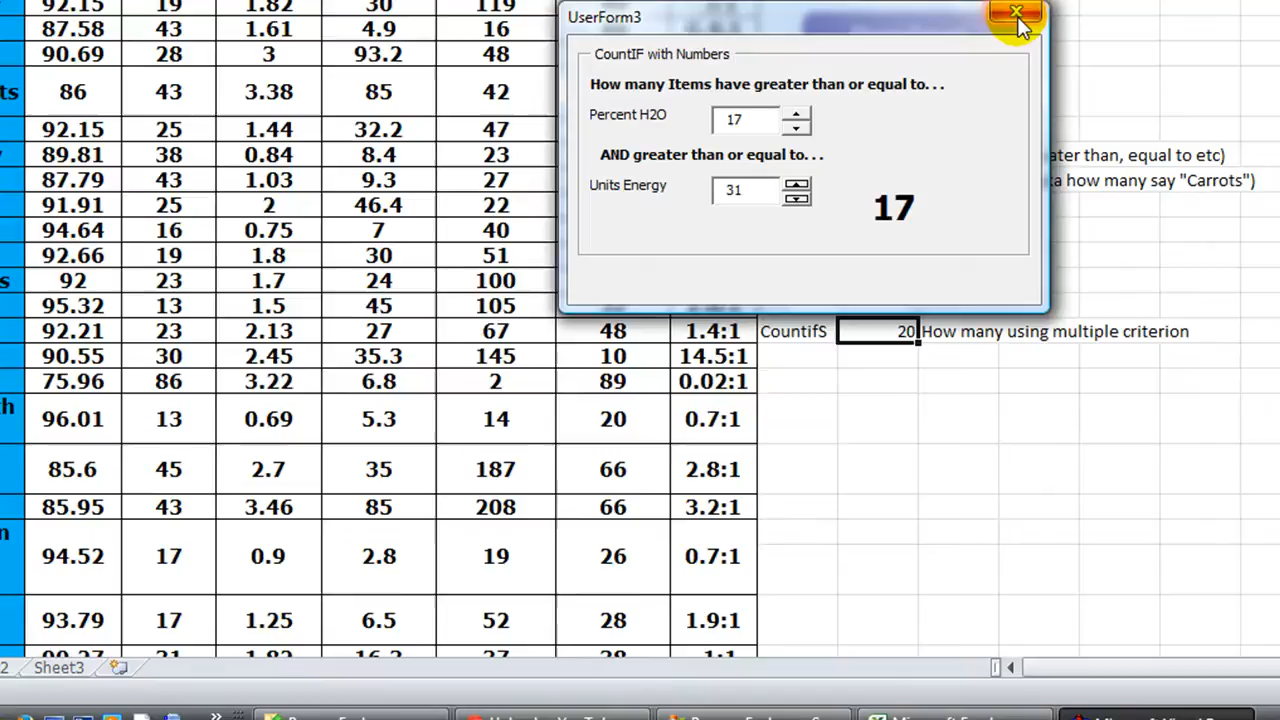 92.15 19 1.82 30 119
87.58 43 1.61 4.9 16
90.69 28 3 93.2 48
ts 86 43 3.38 85 42
92.15 25 1.44 32.2 47
89.81 38 0.84 8.4 23
87.79 43 1.03 9.3 27
91.91 25 2 46.4 22
94.64 16 0.75 7 40
92.66 19 1.8 30 51
s 92 23 1.7 24 100
95.32 13 1.5 45 105
92.21 23 2.13 27 67 48 1.4:1 CountifS 20 How many using multiple criterion
90.55 30 2.45 35.3 145 10 14.5:1
75.96 86 3.22 6.8 2 89 0.02:1
th
96.01 13 0.69 5.3 14 20 0.7:1
85.6 45 2.7 35 187 66 2.8:1
85.95 43 3.46 85 208 66 3.2:1
n
94.52 17 0.9 2.8 19 26 0.7:1
93.79 17 1.25 6.5 52 28 1.9:1
UserForm3
CountIF with Numbers
How many Items have greater than or equal to. . .
Percent H2O 17
AND greater than or equal to. . .
Units Energy 31
17
ater than, equal to etc)
ta how many say "Carrots")
2 Sheet3